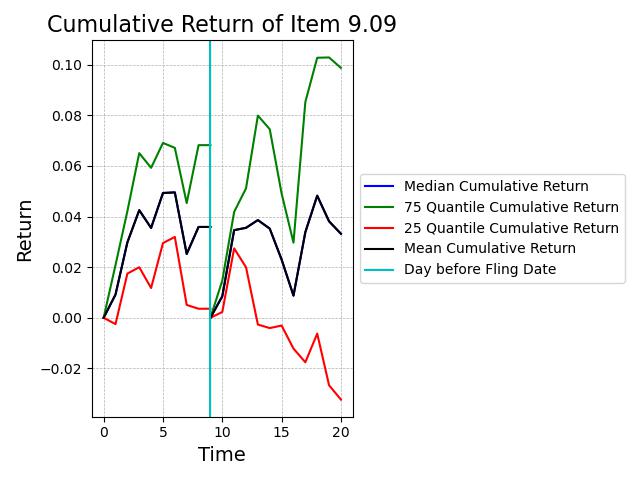 Cumulative Return of Item 9.09
0.10
0.08
0.06
0.04
0.02
0.00
−0.02
Return
0
5
10
15
20
Time
Median Cumulative Return
75 Quantile Cumulative Return
25 Quantile Cumulative Return
Mean Cumulative Return
Day before Fling Date